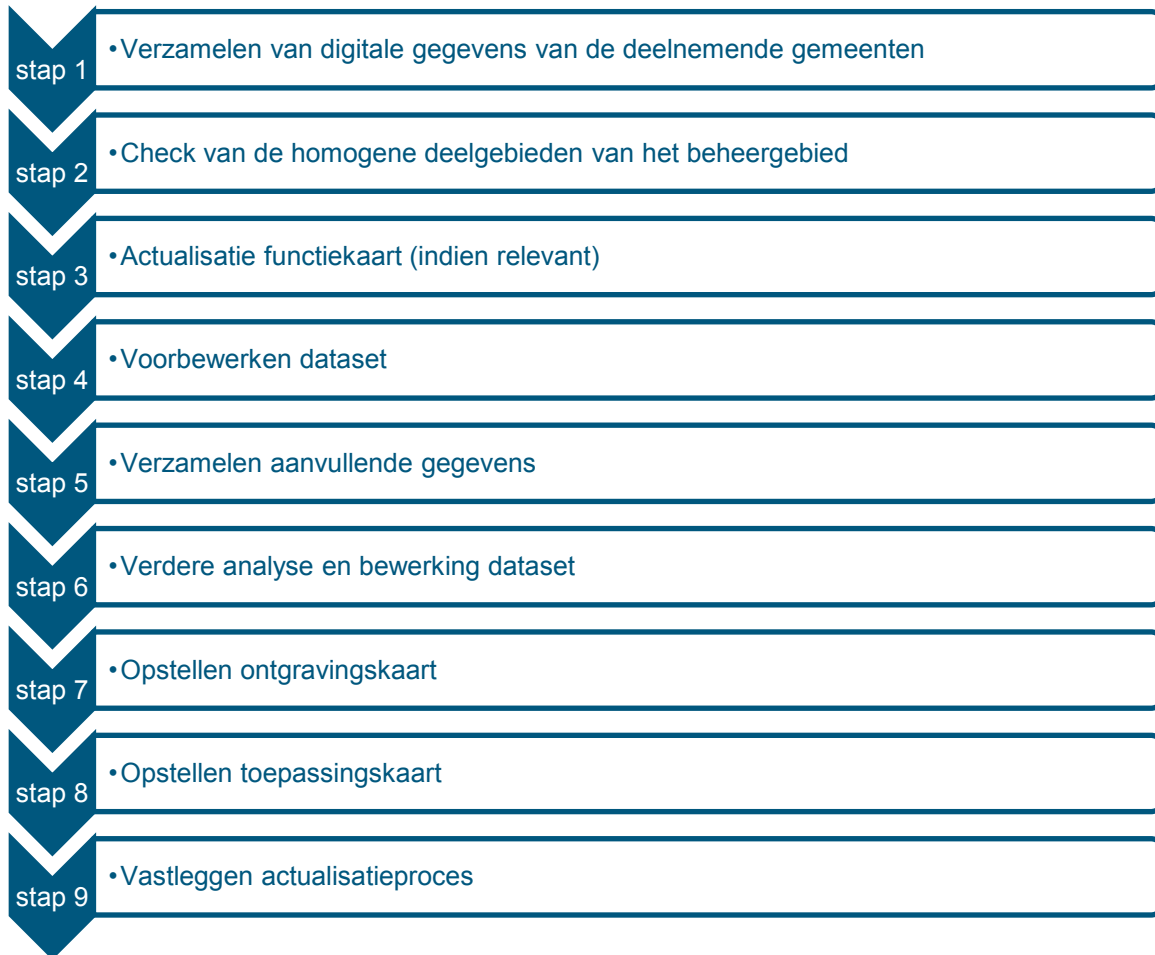 stap 1
•Verzamelen van digitale gegevens van de deelnemende gemeenten
stap 2
•Check van de homogene deelgebieden van het beheergebied
stap 3
•Actualisatie functiekaart (indien relevant)
stap 4
•Voorbewerken dataset
stap 5
•Verzamelen aanvullende gegevens
stap 6
•Verdere analyse en bewerking dataset
stap 7
•Opstellen ontgravingskaart
stap 8
•Opstellen toepassingskaart
stap 9
•Vastleggen actualisatieproces